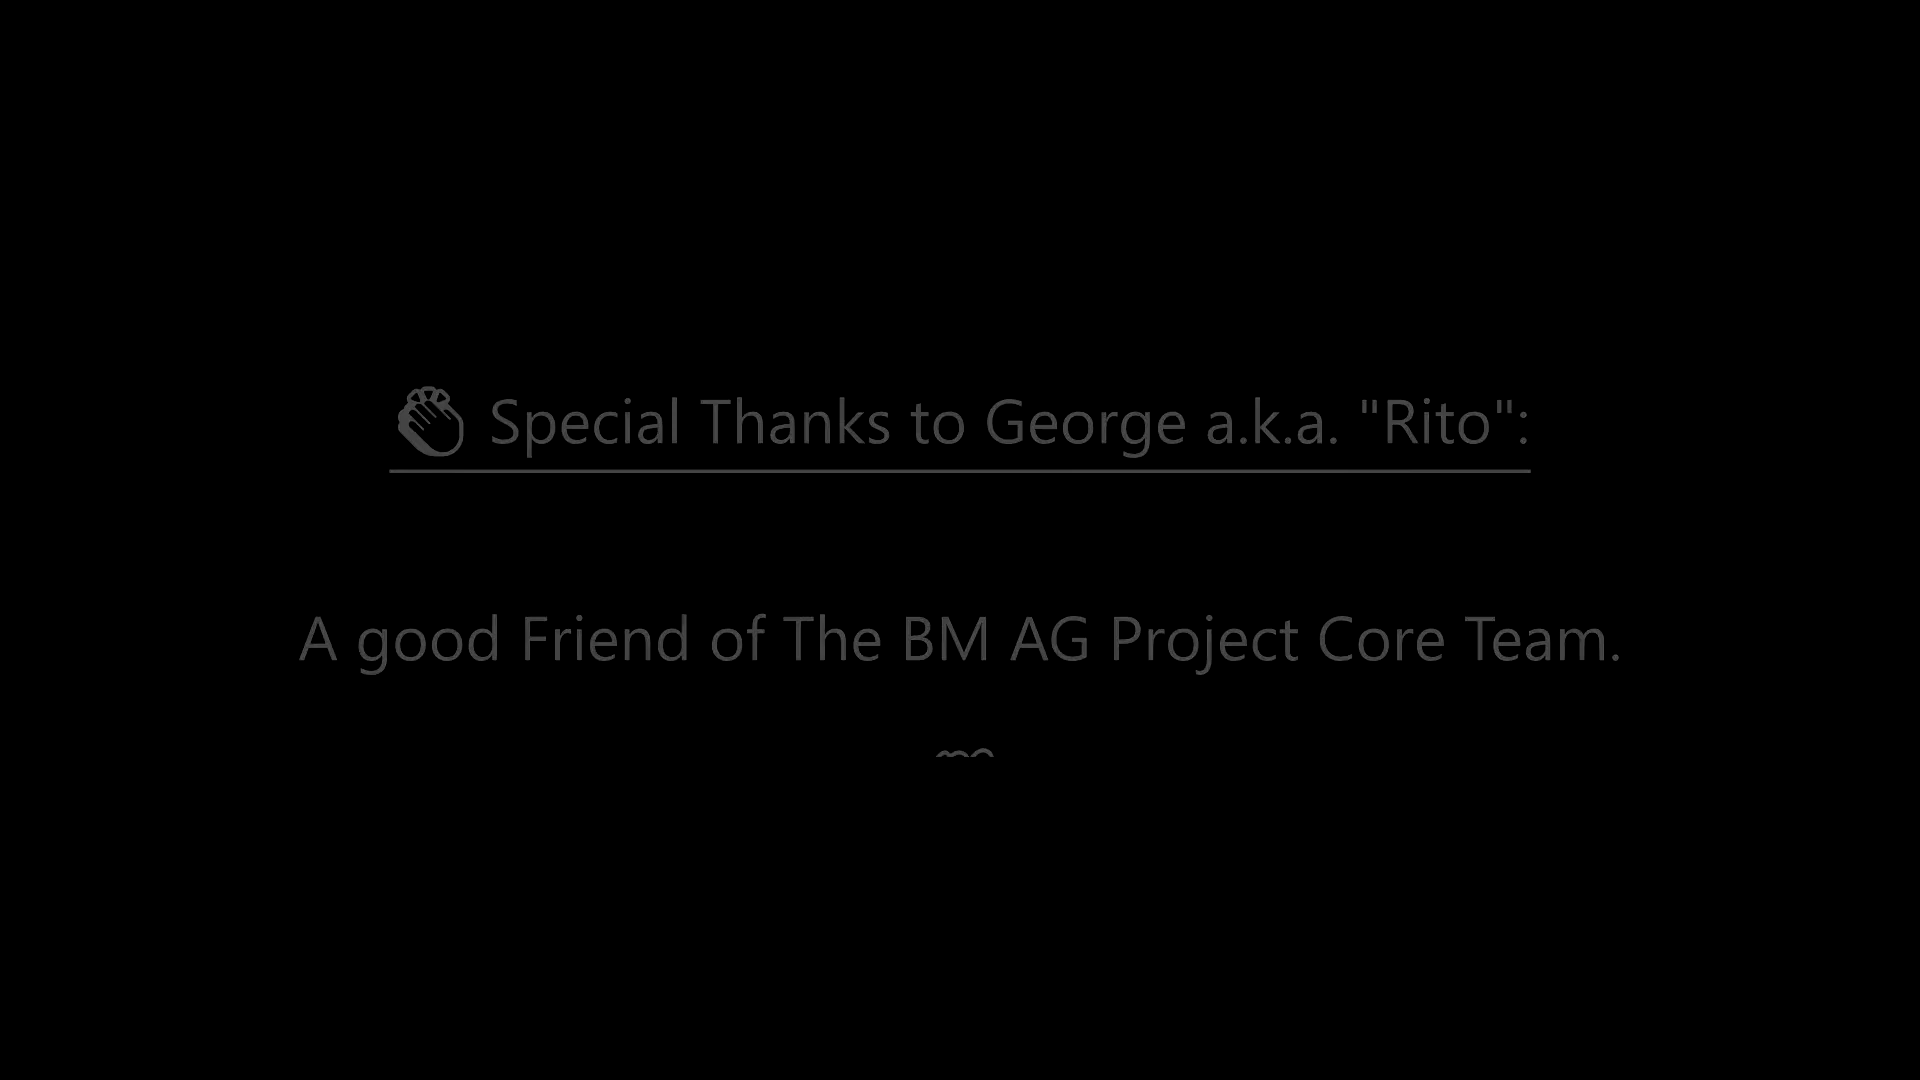 👏 Special Thanks to George a.k.a. "Rito":
A good Friend of The BM AG Project Core Team.